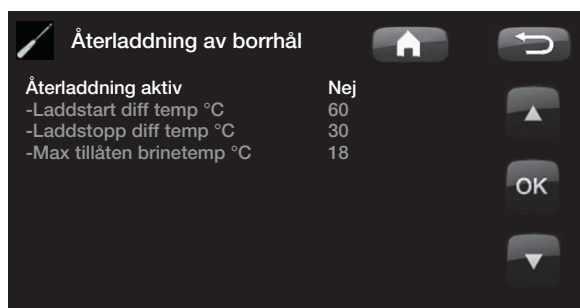 Återladdning av borrhål
Återladdning aktiv Nej
-Laddstart diff temp °C 60
-Laddstopp diff temp °C 30
-Max tillåten brinetemp °C 18
OK